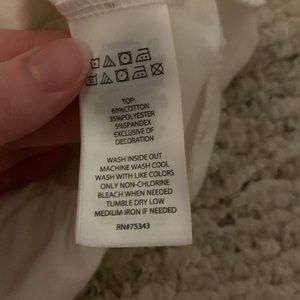 TOP:
60%COTTON
35%POLYESTER
5%SPANDEX
EXCLUSIVE OF
DECORATION
WASH INSIDE OUT
MACHINE WASH COOL
WASH WITH LIKE COLORS
ONLY NON-CHLORINE
BLEACH WHEN NEEDED
TUMBLE DRY LOW
MEDIUM IRON IF NEEDED
RN#75343